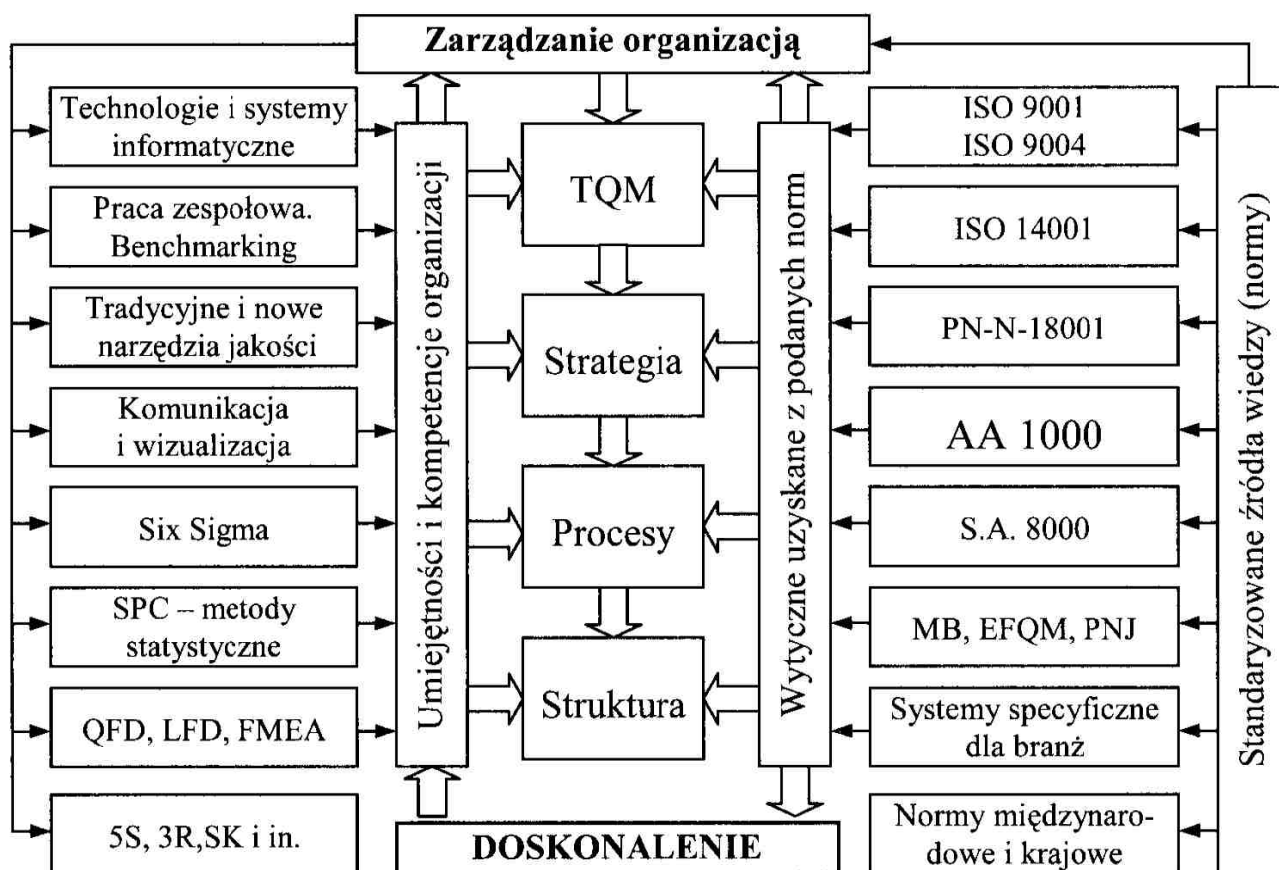 Zarządzanie organizacją
Technologie i systemy
informatyczne
Praca zespołowa.
Benchmarking
Tradycyjne i nowe
narzędzia jakości
Komunikacja
i wizualizacja
Six Sigma
SPC – metody
statystyczne
QFD, LFD, FMEA
5S, 3R,SK i in.
Umiejętności i kompetencje organizacji
TQM
Strategia
Procesy
Struktura
DOSKONALENIE
Wytyczne uzyskane z podanych norm
ISO 9001
ISO 9004
ISO 14001
PN-N-18001
AA 1000
S.A. 8000
MB, EFQM, PNJ
Systemy specyficzne
dla branż
Normy międzynaro-
dowe i krajowe
Standaryzowane źródła wiedzy (normy)